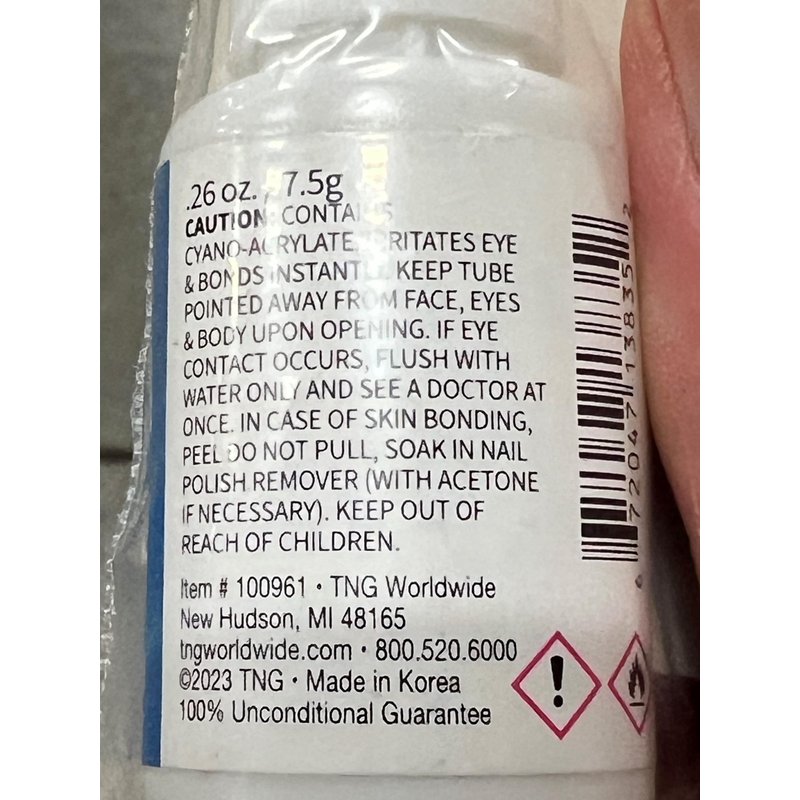 .26 oz. / 7.5g
CAUTION: CONTAINS
CYANO-ACRYLATE. IRRITATES EYE
& BONDS INSTANTLY. KEEP TUBE
POINTED AWAY FROM FACE, EYES
& BODY UPON OPENING. IF EYE
CONTACT OCCURS, FLUSH WITH
WATER ONLY AND SEE A DOCTOR AT
ONCE. IN CASE OF SKIN BONDING,
PEEL DO NOT PULL, SOAK IN NAIL
POLISH REMOVER (WITH ACETONE
IF NECESSARY). KEEP OUT OF
REACH OF CHILDREN.
Item # 100961 • TNG Worldwide
New Hudson, MI 48165
tngworldwide.com • 800.520.6000
©2023 TNG • Made in Korea
100% Unconditional Guarantee
6 72047 13835 2